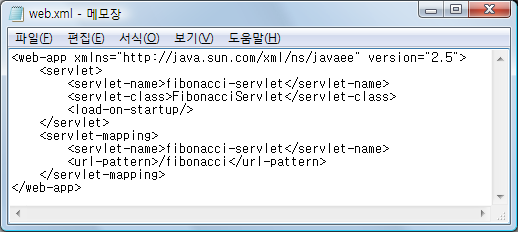 web.xml - 메모장
파일(F) 편집(E) 서식(O) 보기(V) 도움말(H)
<web-app xmlns="http://java.sun.com/xml/ns/javaee" version="2.5">
    <servlet>
        <servlet-name>fibonacci-servlet</servlet-name>
        <servlet-class>FibonacciServlet</servlet-class>
        <load-on-startup/>
    </servlet>
    <servlet-mapping>
        <servlet-name>fibonacci-servlet</servlet-name>
        <url-pattern>/fibonacci</url-pattern>
    </servlet-mapping>
</web-app>